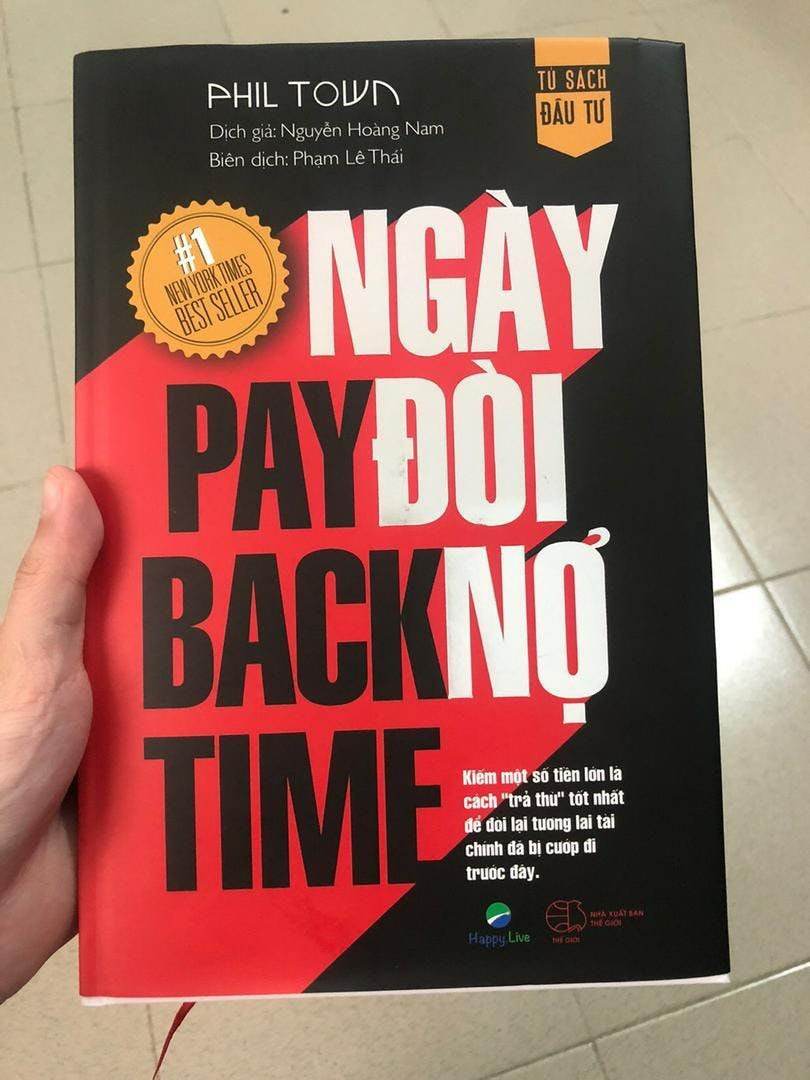 PHIL TOWN
Dịch giả: Nguyễn Hoàng Nam
Biên dịch: Phạm Lê Thái
TỦ SÁCH
ĐẦU TƯ
#1
NEW YORK TIMES
BEST SELLER
NGÀY
ĐÒI
NỢ
PAY
BACK
TIME
Kiếm một số tiền lớn là
cách "trả thù" tốt nhất
để đòi lại tương lai tài
chính đã bị cướp đi
trước đây.
Happy.Live
NHÀ XUẤT BẢN
THẾ GIỚI
THẾ GIỚI